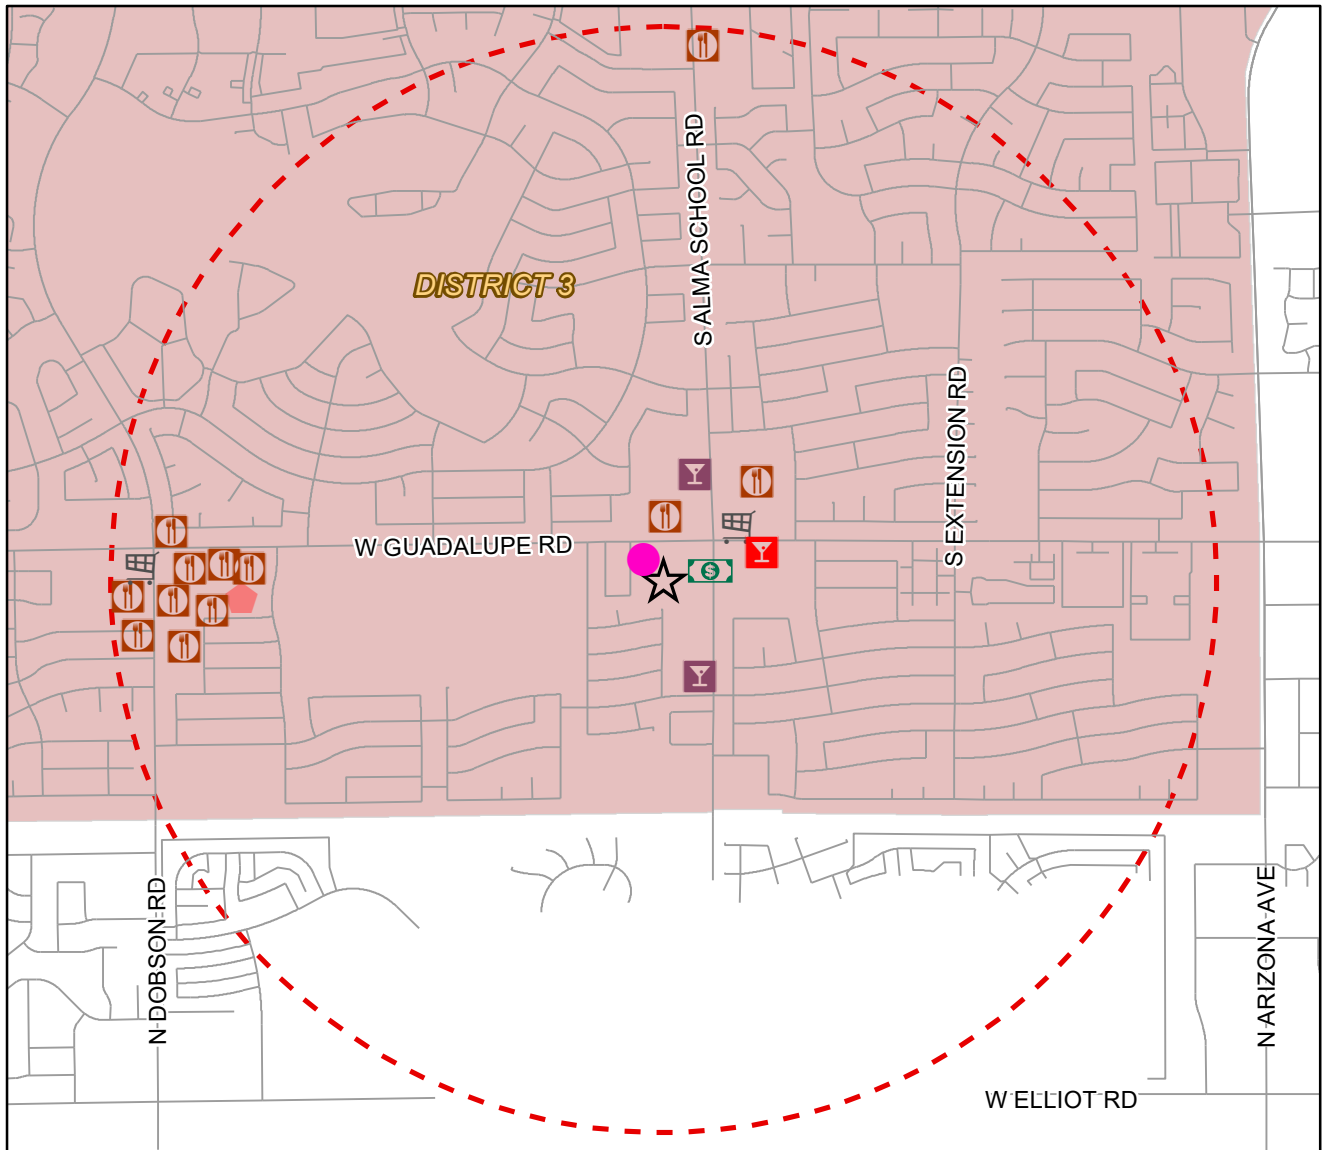 S ALMA SCHOOL RD
DISTRICT 3
S EXTENSION RD
W GUADALUPE RD
$
N DOBSON RD
N ARIZONA AVE
W ELLIOT RD